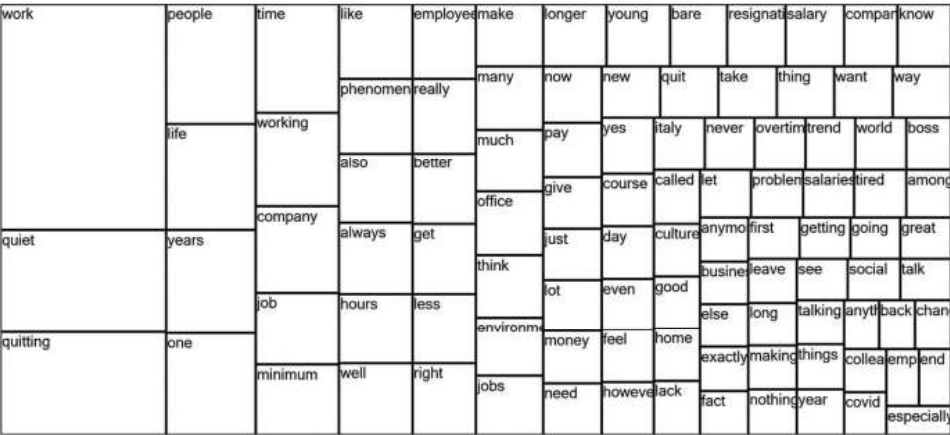 work
quiet
quitting
people
life
years
one
time
working
company
job
minimum
like
phenomen
also
always
hours
well
employee
really
better
get
less
right
make
many
much
office
think
environme
jobs
longer
now
pay
give
just
lot
money
need
young
new
yes
course
day
even
feel
howeve
bare
quit
italy
called
culture
good
home
lack
resignati
salary
compan
know
take
thing
want
way
never
overtim
trend
world
boss
let
problem
salaries
tired
among
anymo
first
getting
going
great
busines
leave
see
social
talk
else
long
talking
anyth
back
chan
exactly
making
things
collea
emp
end
fact
nothing
year
covid
especially